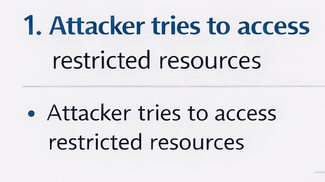 1. Attacker tries to access
restricted resources
• Attacker tries to access
restricted resources